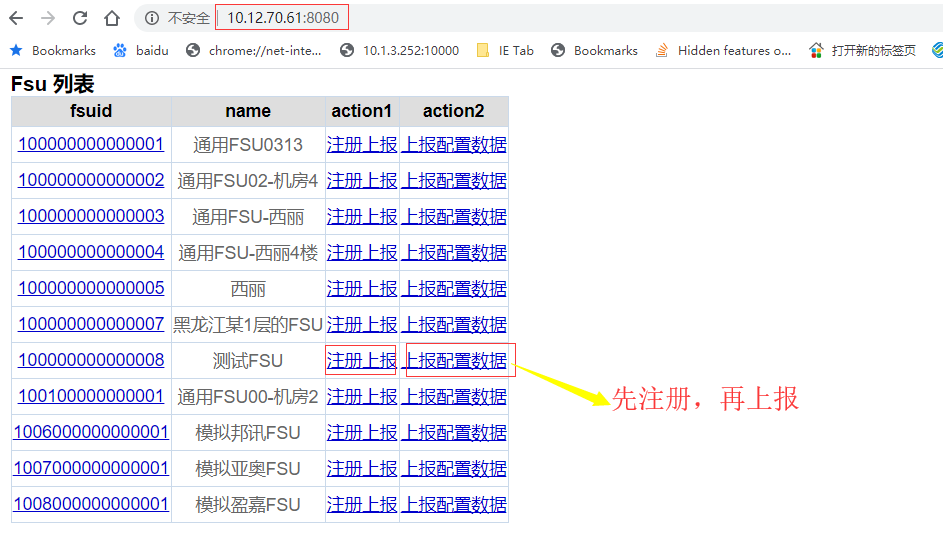 不安全 | 10.12.70.61:8080
Bookmarks baidu chrome://net-inte... 10.1.3.252:10000 IE Tab Bookmarks Hidden features o... 打开新的标签页
Fsu 列表
fsuid name action1 action2
100000000000001 通用FSU0313 注册上报 上报配置数据
100000000000002 通用FSU02-机房4 注册上报 上报配置数据
100000000000003 通用FSU-西丽 注册上报 上报配置数据
100000000000004 通用FSU-西丽4楼 注册上报 上报配置数据
100000000000005 西丽 注册上报 上报配置数据
100000000000007 黑龙江某1层的FSU 注册上报 上报配置数据
100000000000008 测试FSU 注册上报 上报配置数据
100100000000001 通用FSU00-机房2 注册上报 上报配置数据
先注册，再上报
1006000000000001 模拟邦讯FSU 注册上报 上报配置数据
1007000000000001 模拟亚奥FSU 注册上报 上报配置数据
1008000000000001 模拟盈嘉FSU 注册上报 上报配置数据